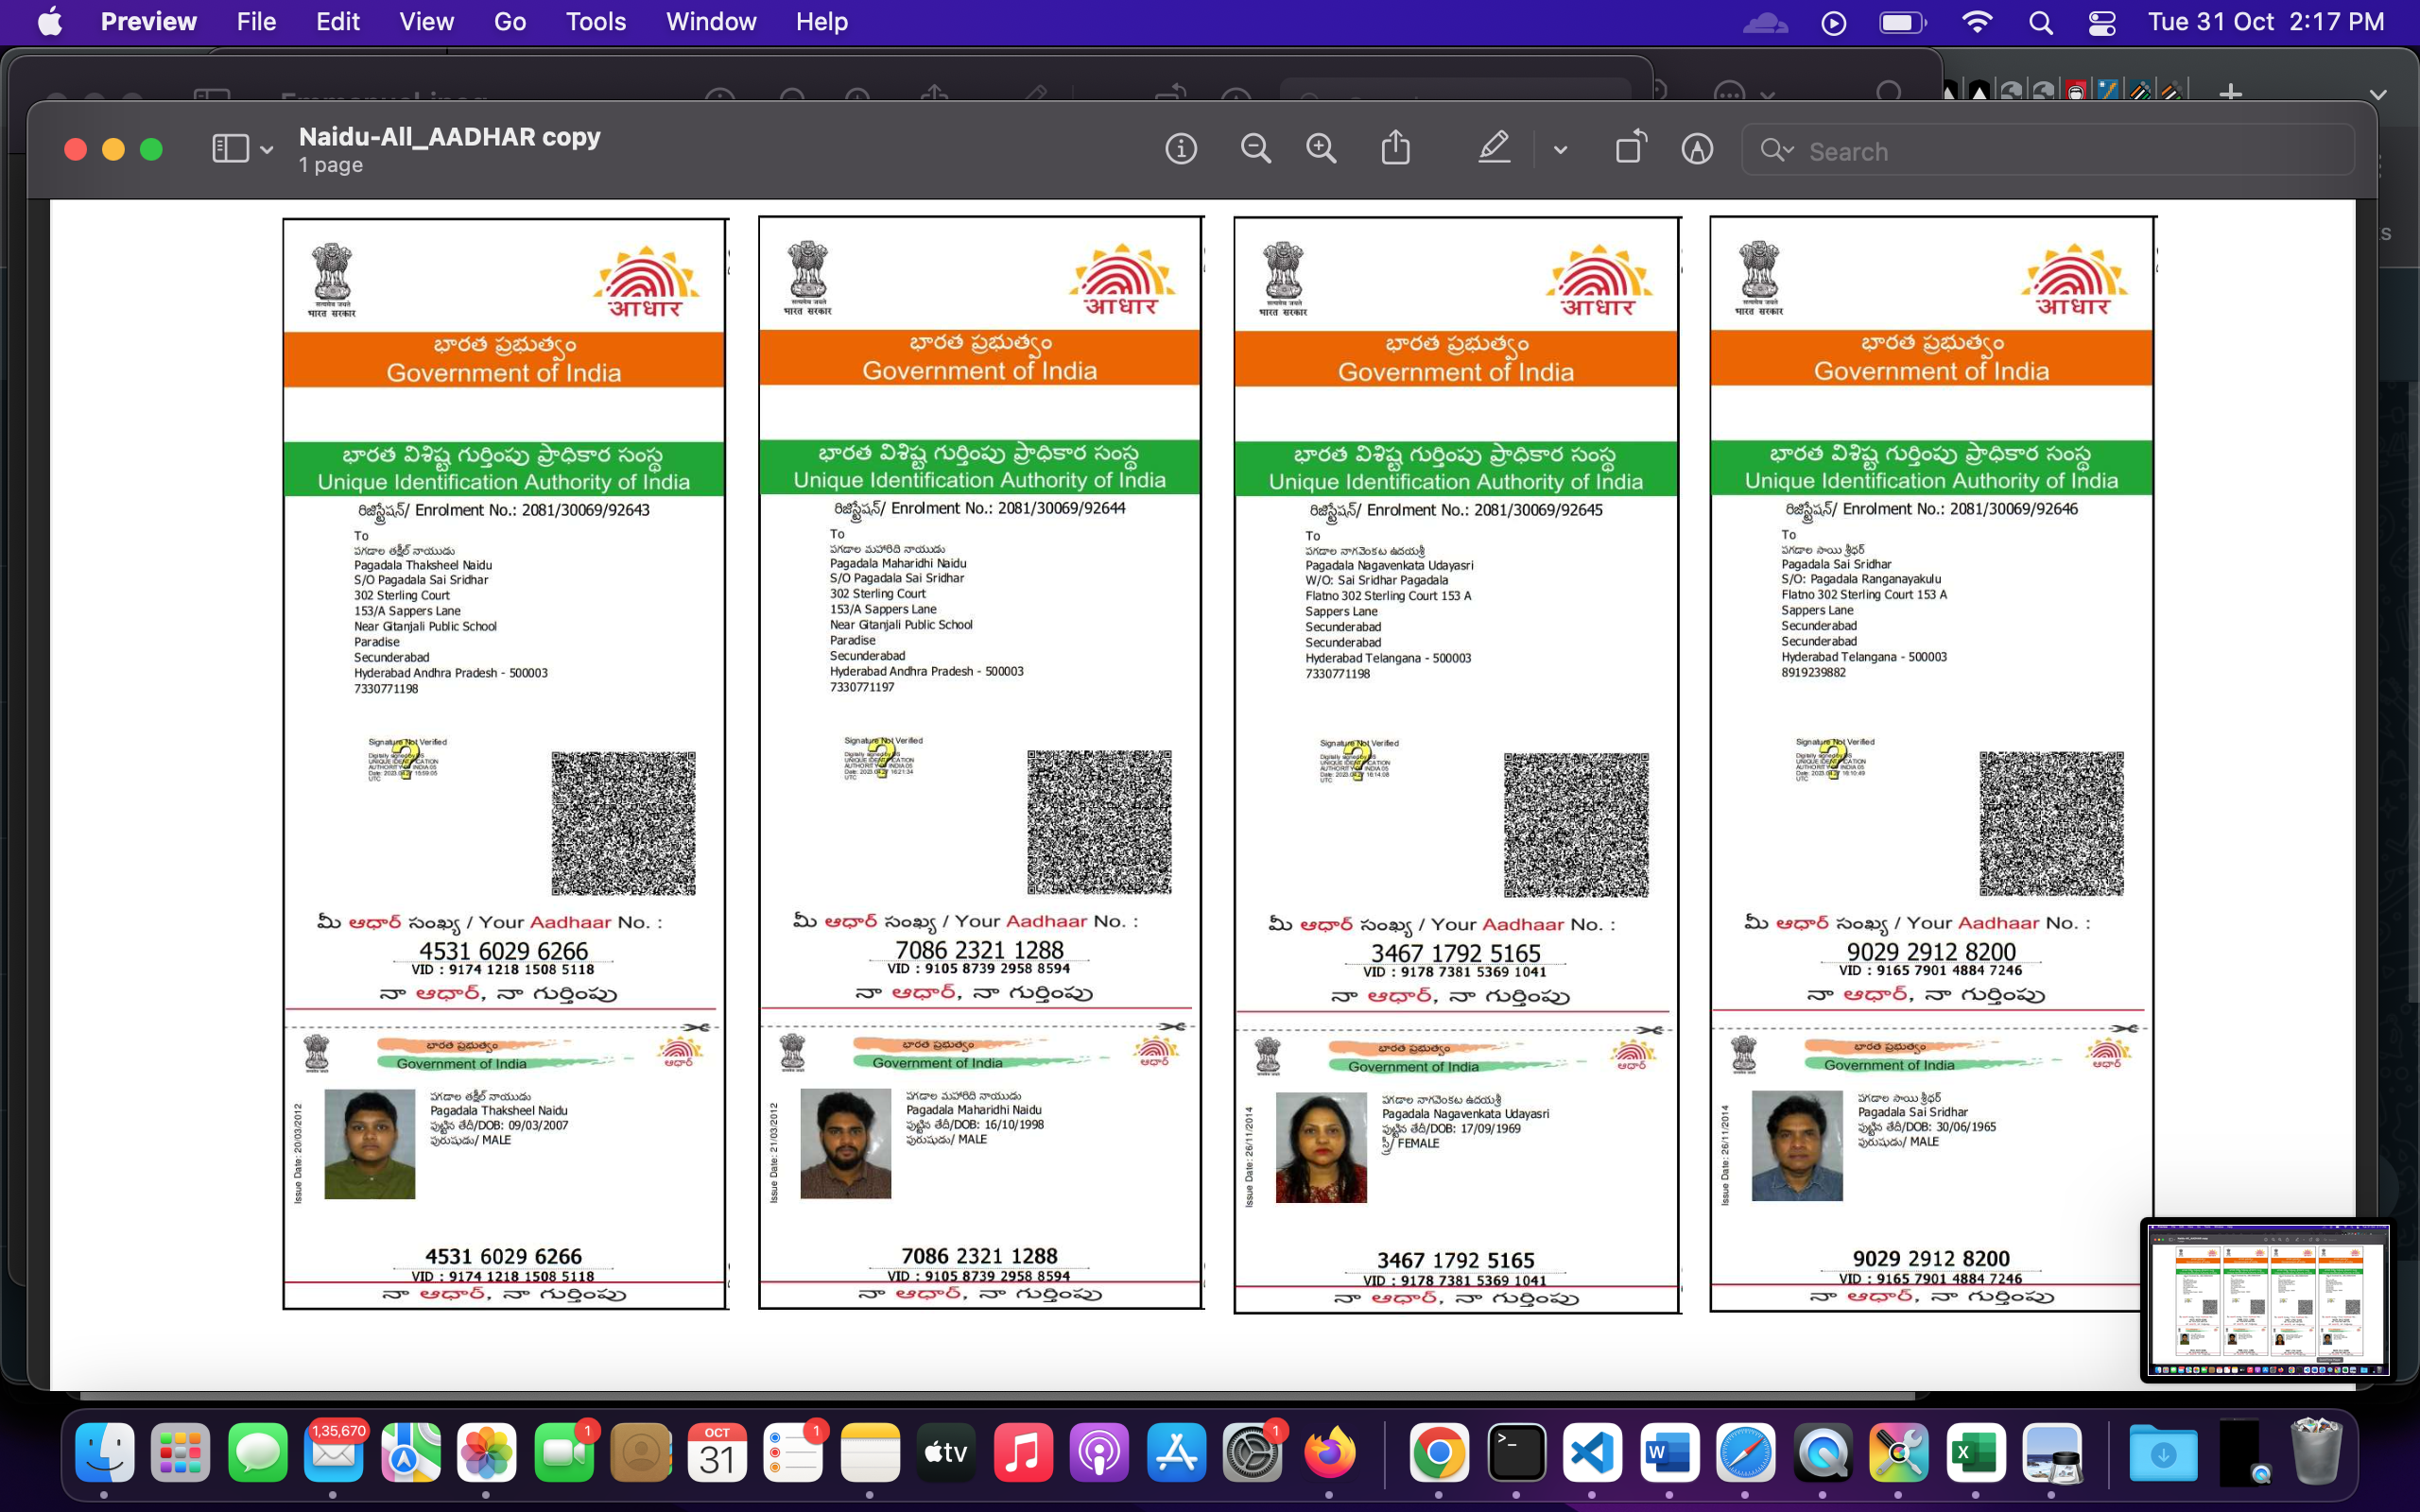 Preview File Edit View Go Tools Window Help
Tue 31 Oct 2:17 PM
Naidu-All_AADHAR copy
1 page
Search
सत्यमेव जयते
भारत सरकार
आधार
భారత ప్రభుత్వం
Government of India
భారత విశిష్ట గుర్తింపు ప్రాధికార సంస్థ
Unique Identification Authority of India
రిజిస్ట్రేషన్/ Enrolment No.: 2081/30069/92643
To
పగడాల తక్షీల్ నాయుడు
Pagadala Thaksheel Naidu
S/O Pagadala Sai Sridhar
302 Sterling Court
153/A Sappers Lane
Near Gitanjali Public School
Paradise
Secunderabad
Hyderabad Andhra Pradesh - 500003
7330771198
Signature Not Verified
మీ ఆధార్ సంఖ్య / Your Aadhaar No. :
4531 6029 6266
VID : 9174 1218 1508 5118
నా ఆధార్, నా గుర్తింపు
భారత ప్రభుత్వం
Government of India
ఆధార్
Issue Date: 20/03/2012
పగడాల తక్షీల్ నాయుడు
Pagadala Thaksheel Naidu
పుట్టిన తేదీ/DOB: 09/03/2007
పురుషుడు/ MALE
4531 6029 6266
VID : 9174 1218 1508 5118
నా ఆధార్, నా గుర్తింపు
सत्यमेव जयते
भारत सरकार
आधार
భారత ప్రభుత్వం
Government of India
భారత విశిష్ట గుర్తింపు ప్రాధికార సంస్థ
Unique Identification Authority of India
రిజిస్ట్రేషన్/ Enrolment No.: 2081/30069/92644
To
పగడాల మహారిది నాయుడు
Pagadala Maharidhi Naidu
S/O Pagadala Sai Sridhar
302 Sterling Court
153/A Sappers Lane
Near Gitanjali Public School
Paradise
Secunderabad
Hyderabad Andhra Pradesh - 500003
7330771197
Signature Not Verified
మీ ఆధార్ సంఖ్య / Your Aadhaar No. :
7086 2321 1288
VID : 9105 8739 2958 8594
నా ఆధార్, నా గుర్తింపు
భారత ప్రభుత్వం
Government of India
ఆధార్
Issue Date: 21/03/2012
పగడాల మహారిది నాయుడు
Pagadala Maharidhi Naidu
పుట్టిన తేదీ/DOB: 16/10/1998
పురుషుడు/ MALE
7086 2321 1288
VID : 9105 8739 2958 8594
నా ఆధార్, నా గుర్తింపు
सत्यमेव जयते
भारत सरकार
आधार
భారత ప్రభుత్వం
Government of India
భారత విశిష్ట గుర్తింపు ప్రాధికార సంస్థ
Unique Identification Authority of India
రిజిస్ట్రేషన్/ Enrolment No.: 2081/30069/92645
To
పగడాల నాగవెంకట ఉదయశ్రీ
Pagadala Nagavenkata Udayasri
W/O: Sai Sridhar Pagadala
Flatno 302 Sterling Court 153 A
Sappers Lane
Secunderabad
Secunderabad
Hyderabad Telangana - 500003
7330771198
Signature Not Verified
మీ ఆధార్ సంఖ్య / Your Aadhaar No. :
3467 1792 5165
VID : 9178 7381 5369 1041
నా ఆధార్, నా గుర్తింపు
భారత ప్రభుత్వం
Government of India
ఆధార్
Issue Date: 26/11/2014
పగడాల నాగవెంకట ఉదయశ్రీ
Pagadala Nagavenkata Udayasri
పుట్టిన తేదీ/DOB: 17/09/1969
స్త్రీ/ FEMALE
3467 1792 5165
VID : 9178 7381 5369 1041
నా ఆధార్, నా గుర్తింపు
सत्यमेव जयते
भारत सरकार
आधार
భారత ప్రభుత్వం
Government of India
భారత విశిష్ట గుర్తింపు ప్రాధికార సంస్థ
Unique Identification Authority of India
రిజిస్ట్రేషన్/ Enrolment No.: 2081/30069/92646
To
పగడాల సాయి శ్రీధర్
Pagadala Sai Sridhar
S/O: Pagadala Ranganayakulu
Flatno 302 Sterling Court 153 A
Sappers Lane
Secunderabad
Secunderabad
Hyderabad Telangana - 500003
8919239882
Signature Not Verified
మీ ఆధార్ సంఖ్య / Your Aadhaar No. :
9029 2912 8200
VID : 9165 7901 4884 7246
నా ఆధార్, నా గుర్తింపు
భారత ప్రభుత్వం
Government of India
ఆధార్
Issue Date: 26/11/2014
పగడాల సాయి శ్రీధర్
Pagadala Sai Sridhar
పుట్టిన తేదీ/DOB: 30/06/1965
పురుషుడు/ MALE
9029 2912 8200
VID : 9165 7901 4884 7246
నా ఆధార్, నా గుర్తింపు
1,35,670
1
OCT
31
1
tv
1